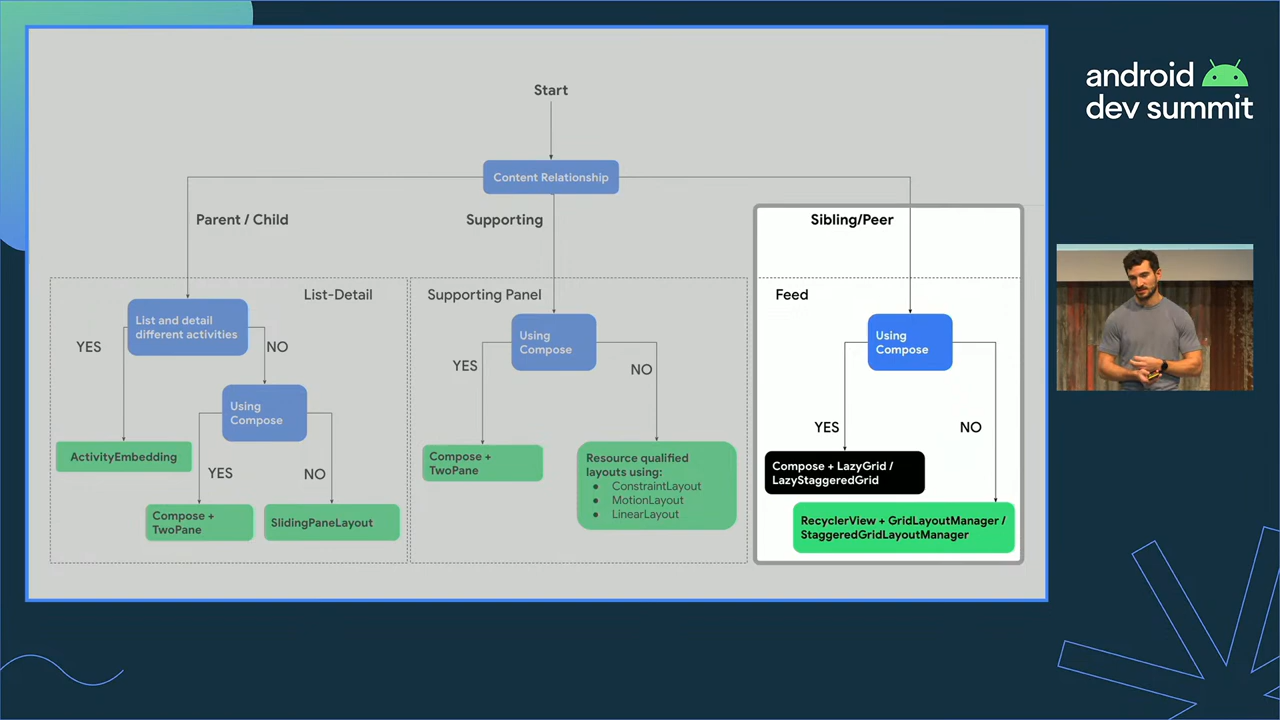 android
dev summit
Start
Content Relationship
Parent / Child
Supporting
Sibling/Peer
List-Detail
List and detail
different activities
YES
NO
Using
Compose
ActivityEmbedding
YES
NO
Compose +
TwoPane
SlidingPaneLayout
Supporting Panel
Using
Compose
YES
NO
Compose +
TwoPane
Resource qualified
layouts using:
● ConstraintLayout
● MotionLayout
● LinearLayout
Feed
Using
Compose
YES
NO
Compose + LazyGrid /
LazyStaggeredGrid
RecyclerView + GridLayoutManager /
StaggeredGridLayoutManager